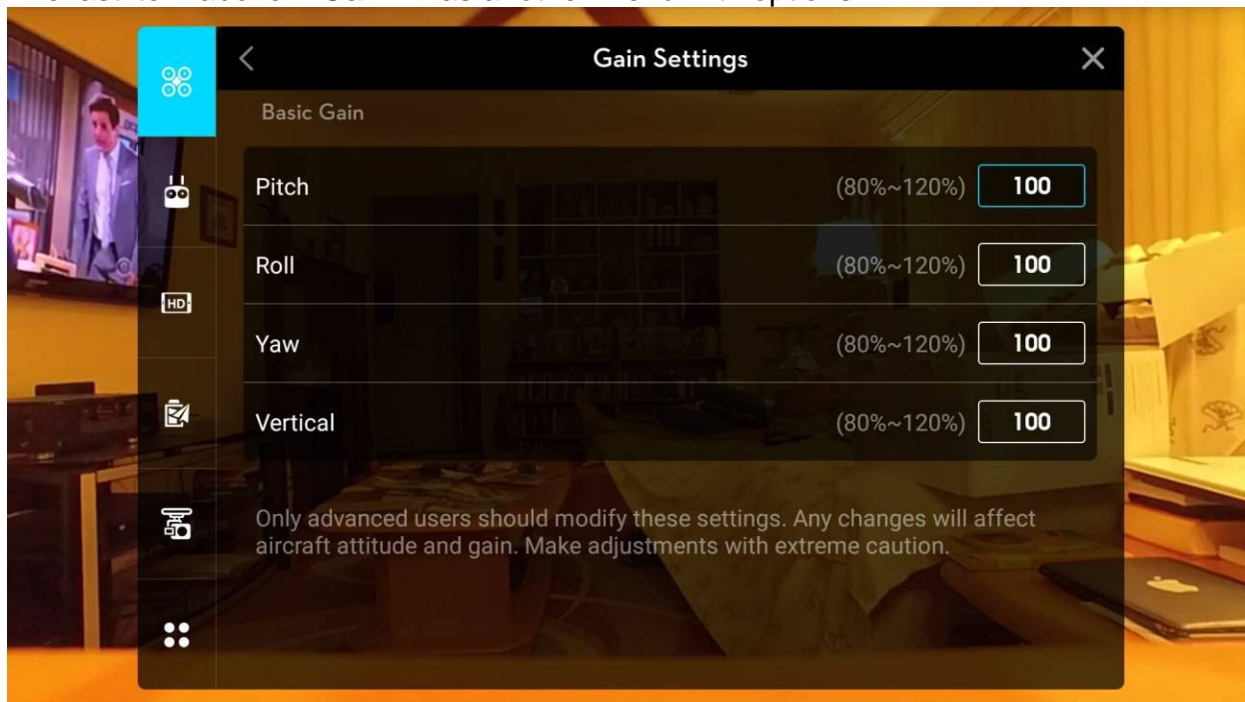 Gain Settings
Basic Gain
Pitch (80%~120%) 100
Roll (80%~120%) 100
HD
Yaw (80%~120%) 100
Vertical (80%~120%) 100
Only advanced users should modify these settings. Any changes will affect
aircraft attitude and gain. Make adjustments with extreme caution.